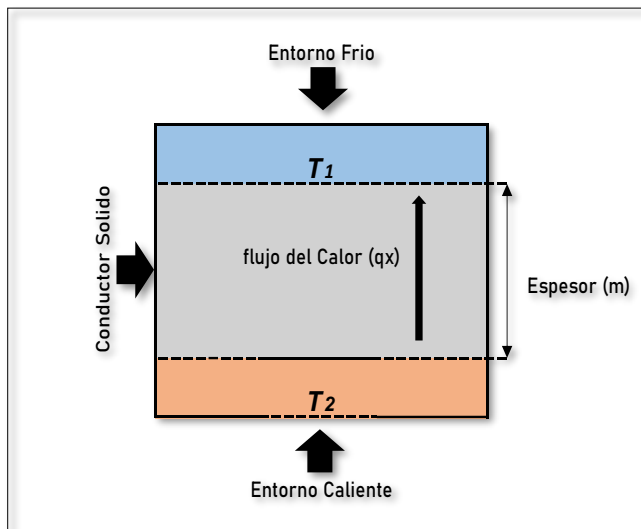 Entorno Frio
T1
Conductor Solido
flujo del Calor (qx)
Espesor (m)
T2
Entorno Caliente